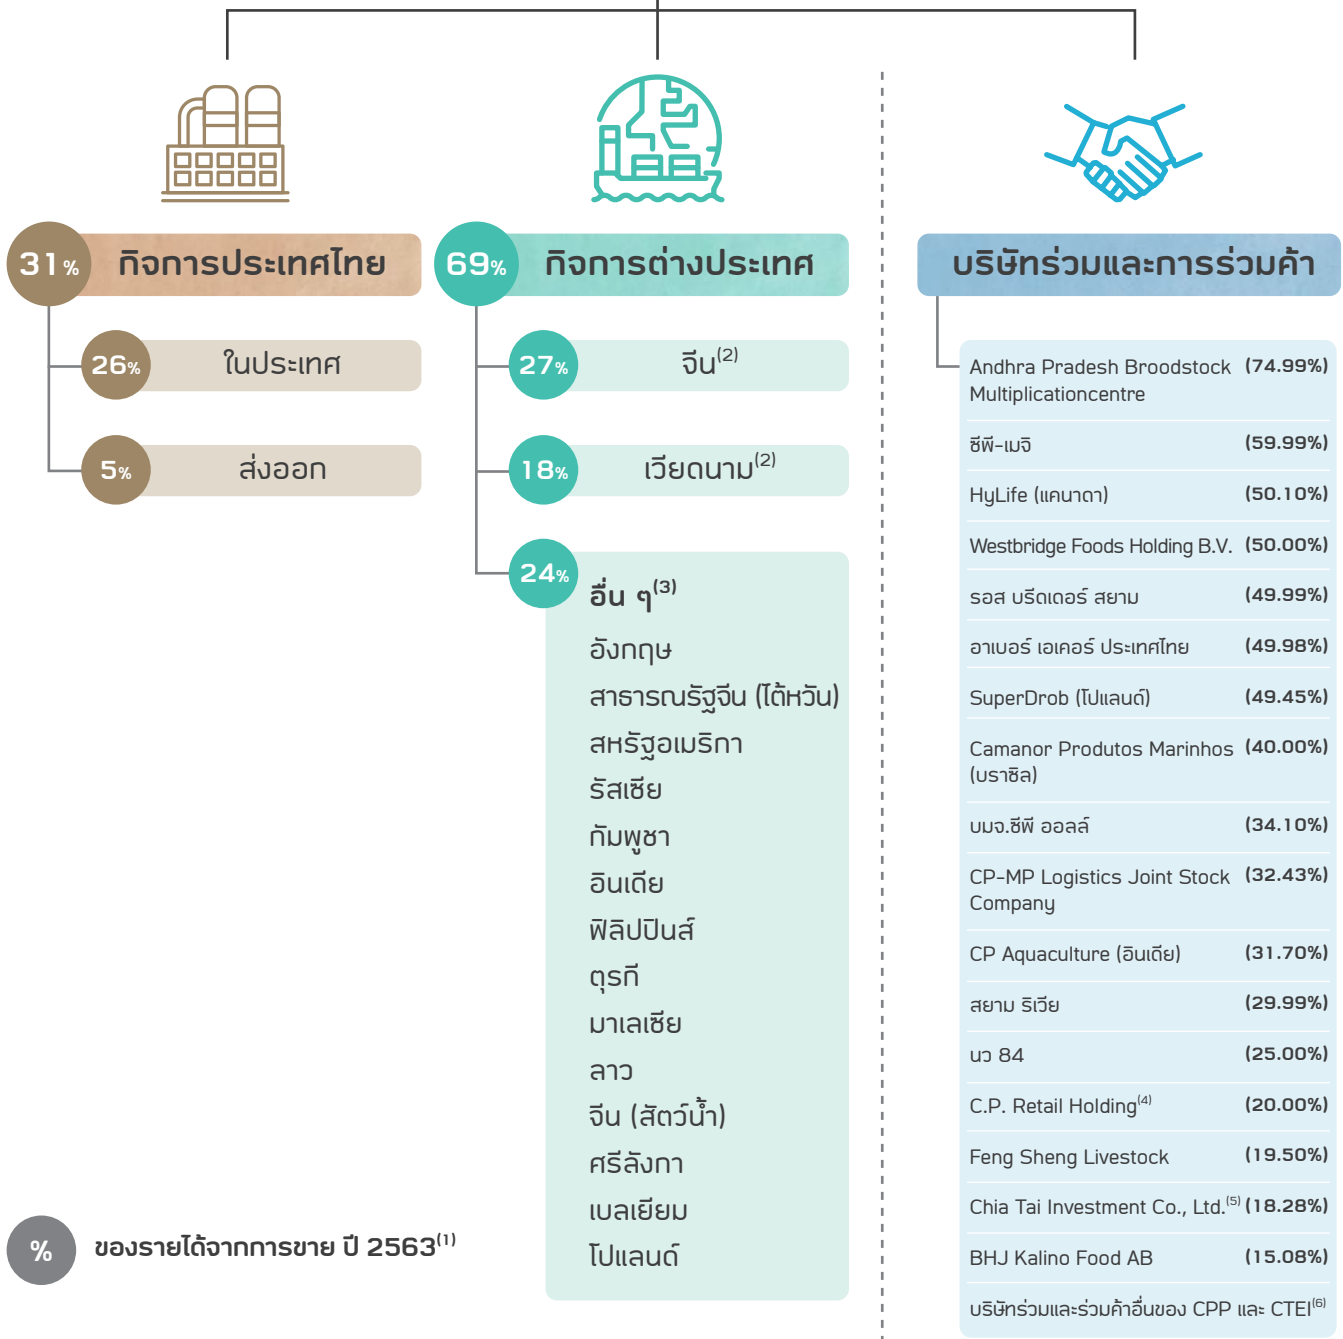 31% กิจการประเทศไทย
26% ในประเทศ
5% ส่งออก
69% กิจการต่างประเทศ
27% จีน(2)
18% เวียดนาม(2)
24% อื่น ๆ(3)
อังกฤษ
สาธารณรัฐจีน (ไต้หวัน)
สหรัฐอเมริกา
รัสเซีย
กัมพูชา
อินเดีย
ฟิลิปปินส์
ตุรกี
มาเลเซีย
ลาว
จีน (สัตว์น้ำ)
ศรีลังกา
เบลเยียม
โปแลนด์
บริษัทร่วมและการร่วมค้า
Andhra Pradesh Broodstock (74.99%)
Multiplicationcentre
ซีพี-เมจิ (59.99%)
HyLife (แคนาดา) (50.10%)
Westbridge Foods Holding B.V. (50.00%)
รอส บรีดเดอร์ สยาม (49.99%)
อาเบอร์ เอเคอร์ ประเทศไทย (49.98%)
SuperDrob (โปแลนด์) (49.45%)
Camanor Produtos Marinhos (40.00%)
(บราซิล)
บมจ.ซีพี ออลล์ (34.10%)
CP-MP Logistics Joint Stock (32.43%)
Company
CP Aquaculture (อินเดีย) (31.70%)
สยาม ริเวีย (29.99%)
นว 84 (25.00%)
C.P. Retail Holding(4) (20.00%)
Feng Sheng Livestock (19.50%)
Chia Tai Investment Co., Ltd.(5) (18.28%)
BHJ Kalino Food AB (15.08%)
บริษัทร่วมและร่วมค้าอื่นของ CPP และ CTEI(6)
% ของรายได้จากการขาย ปี 2563(1)